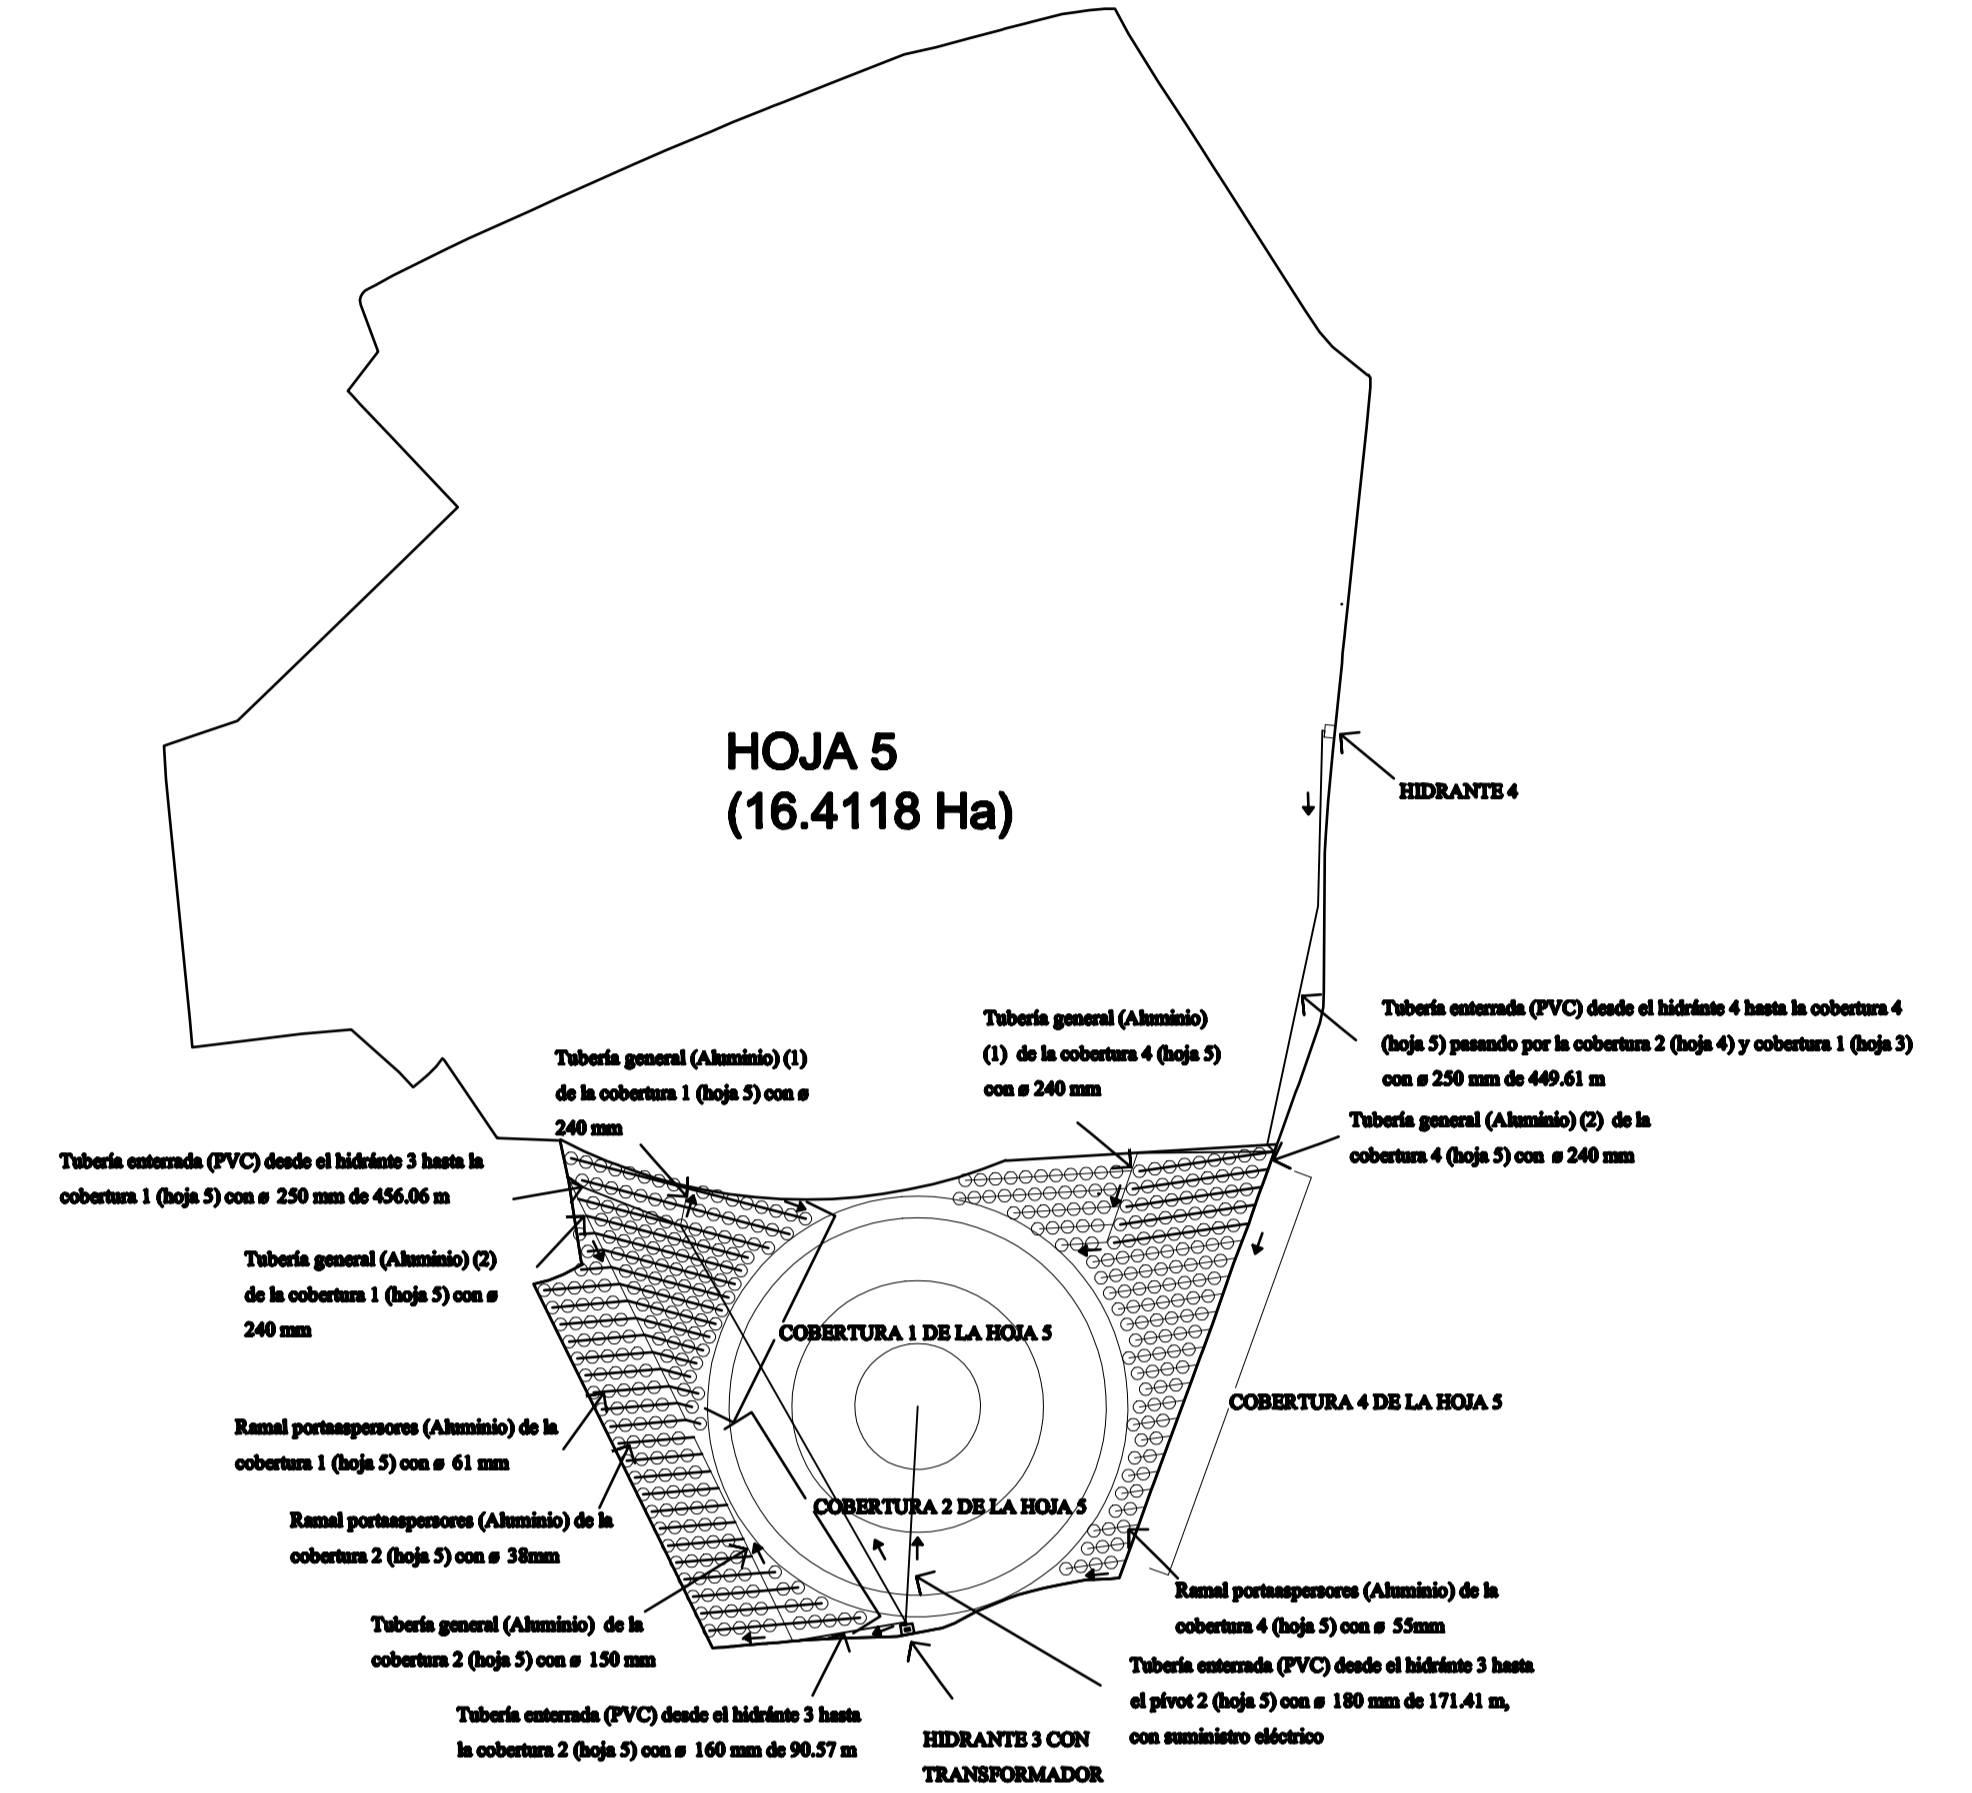 HOJA 5
(16.4118 Ha)
HIDRANTE 4
Tubería general (Aluminio)
(1) de la cobertura 4 (hoja 5)
con ø 240 mm
Tubería enterrada (PVC) desde el hidránte 4 hasta la cobertura 4
(hoja 5) pasando por la cobertura 2 (hoja 4) y cobertura 1 (hoja 3)
con ø 250 mm de 449.61 m
Tubería general (Aluminio) (1)
de la cobertura 1 (hoja 5) con ø
240 mm
Tubería general (Aluminio) (2) de la
cobertura 4 (hoja 5) con ø 240 mm
Tubería enterrada (PVC) desde el hidránte 3 hasta la
cobertura 1 (hoja 5) con ø 250 mm de 456.06 m
Tubería general (Aluminio) (2)
de la cobertura 1 (hoja 5) con ø
240 mm
COBERTURA 1 DE LA HOJA 5
COBERTURA 4 DE LA HOJA 5
Ramal portaaspersores (Aluminio) de la
cobertura 1 (hoja 5) con ø 61 mm
COBERTURA 2 DE LA HOJA 5
Ramal portaaspersores (Aluminio) de la
cobertura 2 (hoja 5) con ø 38mm
Ramal portaaspersores (Aluminio) de la
cobertura 4 (hoja 5) con ø 55mm
Tubería general (Aluminio) de la
cobertura 2 (hoja 5) con ø 150 mm
Tubería enterrada (PVC) desde el hidránte 3 hasta
el pívot 2 (hoja 5) con ø 180 mm de 171.41 m,
con suministro eléctrico
Tubería enterrada (PVC) desde el hidránte 3 hasta
la cobertura 2 (hoja 5) con ø 160 mm de 90.57 m
HIDRANTE 3 CON
TRANSFORMADOR